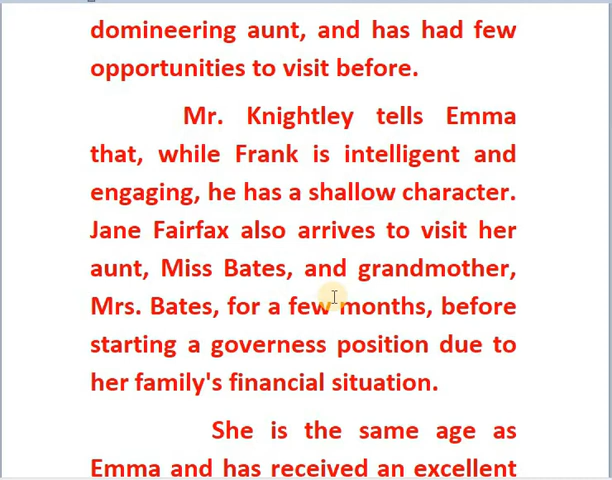 domineering aunt, and has had few
opportunities to visit before.
Mr. Knightley tells Emma
that, while Frank is intelligent and
engaging, he has a shallow character.
Jane Fairfax also arrives to visit her
aunt, Miss Bates, and grandmother,
Mrs. Bates, for a few months, before
starting a governess position due to
her family's financial situation.
She is the same age as
Emma and has received an excellent